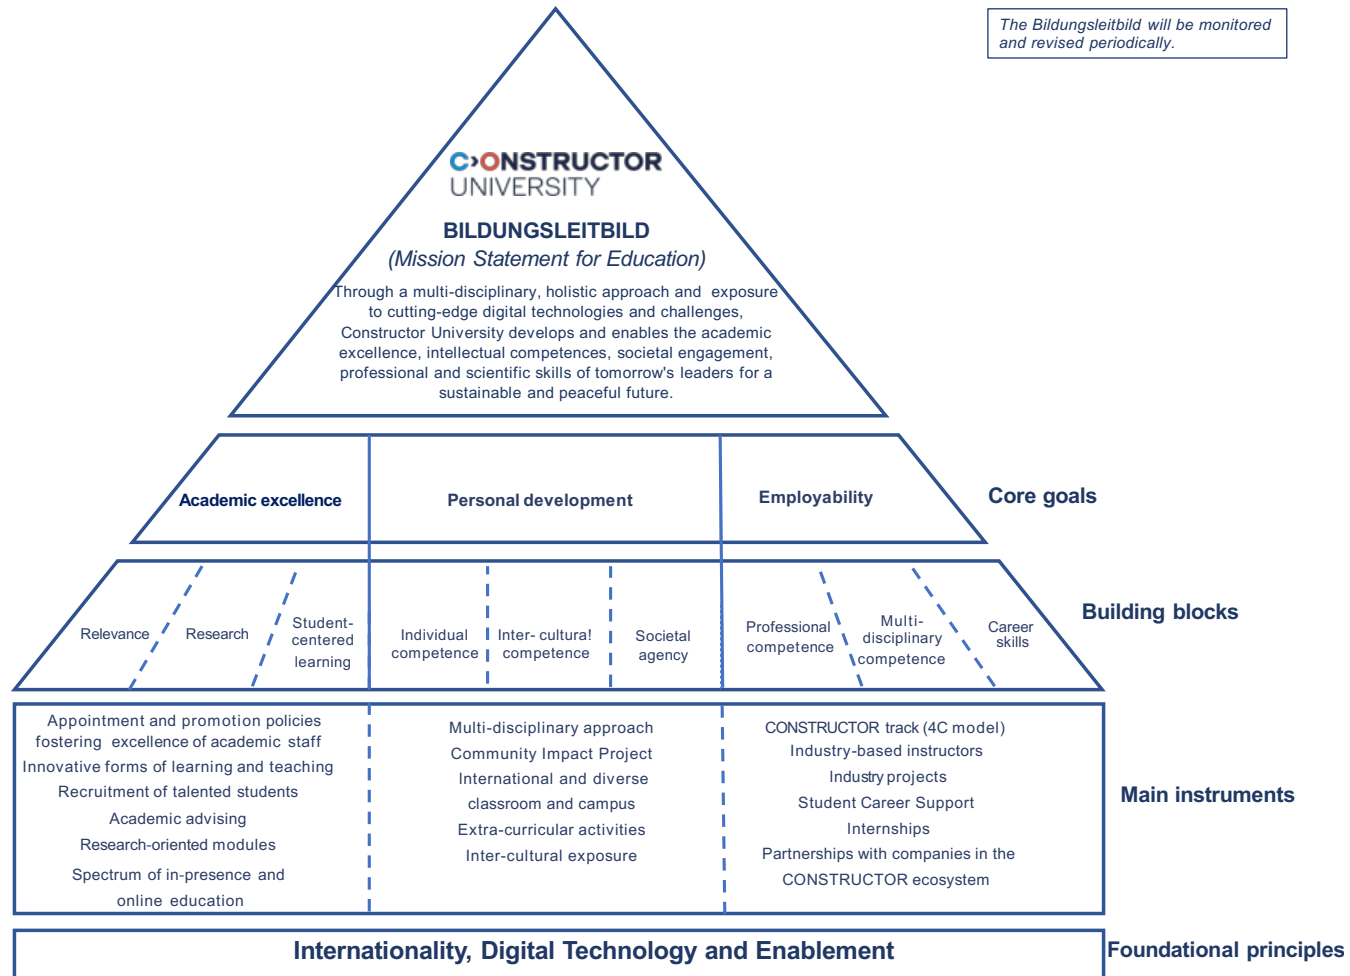 The Bildungsleitbild will be monitored
and revised periodically.
C›ONSTRUCTOR
UNIVERSITY
BILDUNGSLEITBILD
(Mission Statement for Education)
Through a multi-disciplinary, holistic approach and exposure
to cutting-edge digital technologies and challenges,
Constructor University develops and enables the academic
excellence, intellectual competences, societal engagement,
professional and scientific skills of tomorrow's leaders for a
sustainable and peaceful future.
Academic excellence
Personal development
Employability
Core goals
Relevance
Research
Student-
centered
learning
Individual
competence
Inter- cultura!
competence
Societal
agency
Professional
competence
Multi-
disciplinary
competence
Career
skills
Building blocks
Appointment and promotion policies
fostering excellence of academic staff
Innovative forms of learning and teaching
Recruitment of talented students
Academic advising
Research-oriented modules
Spectrum of in-presence and
online education
Multi-disciplinary approach
Community Impact Project
International and diverse
classroom and campus
Extra-curricular activities
Inter-cultural exposure
CONSTRUCTOR track (4C model)
Industry-based instructors
Industry projects
Student Career Support
Internships
Partnerships with companies in the
CONSTRUCTOR ecosystem
Main instruments
Internationality, Digital Technology and Enablement
Foundational principles